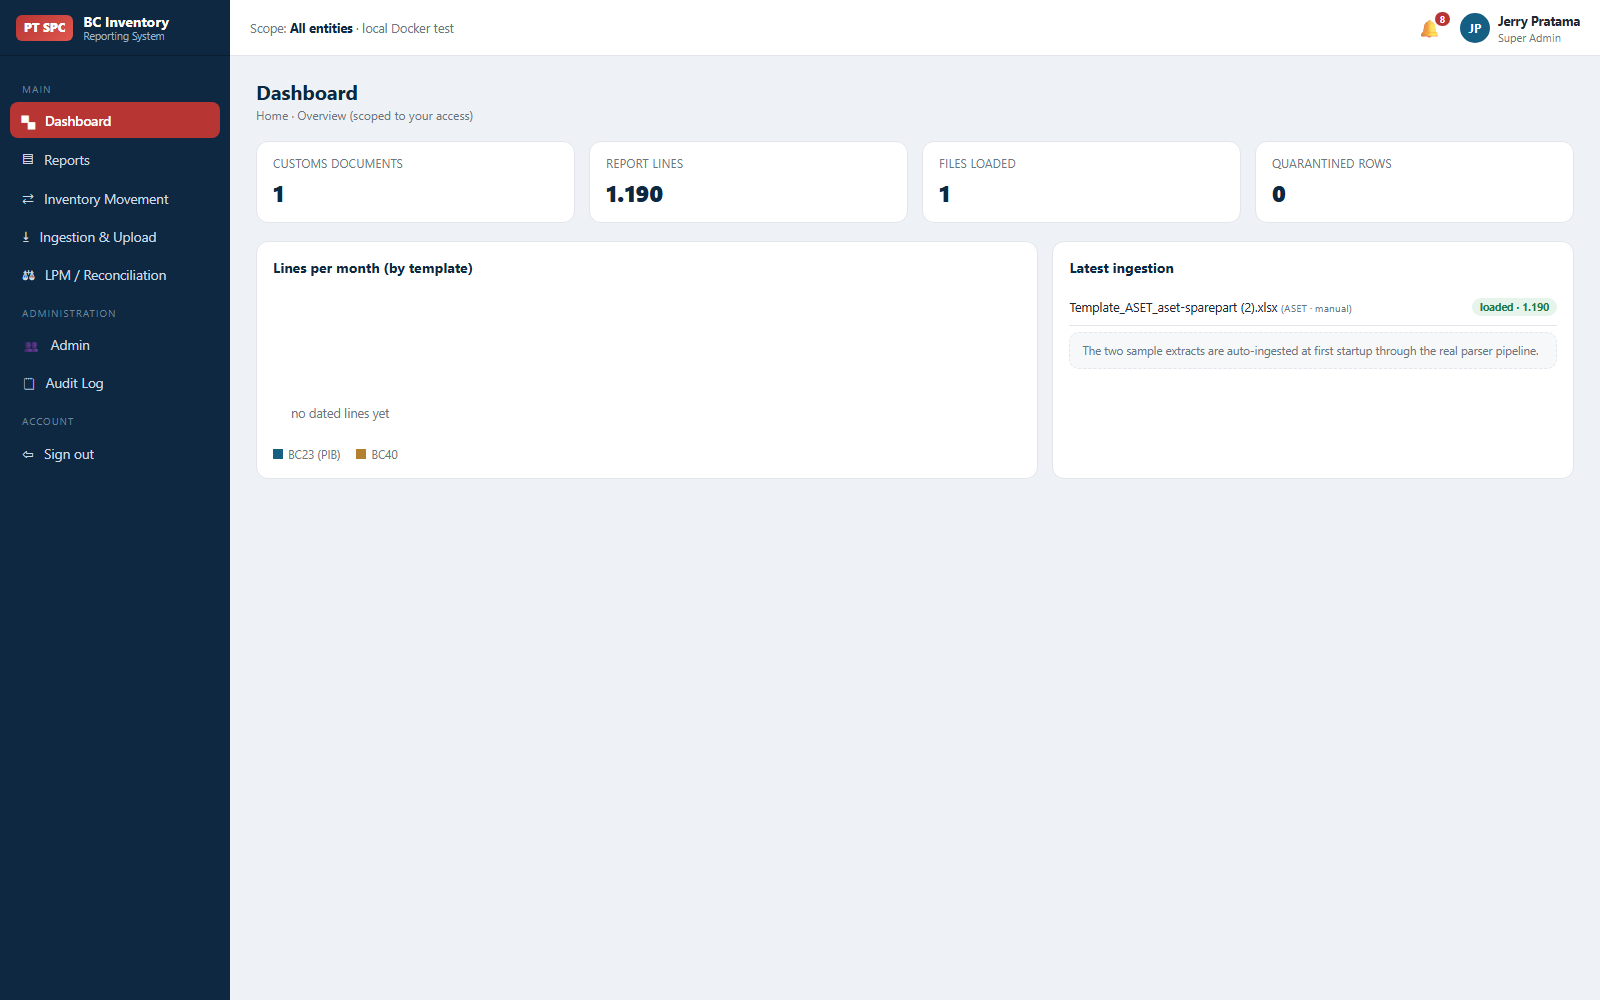 PT SPC
BC Inventory
Reporting System
Scope: All entities · local Docker test
8
JP
Jerry Pratama
Super Admin
MAIN
Dashboard
Reports
Inventory Movement
Ingestion & Upload
LPM / Reconciliation
ADMINISTRATION
Admin
Audit Log
ACCOUNT
Sign out
Dashboard
Home · Overview (scoped to your access)
CUSTOMS DOCUMENTS
1
REPORT LINES
1.190
FILES LOADED
1
QUARANTINED ROWS
0
Lines per month (by template)
no dated lines yet
BC23 (PIB)
BC40
Latest ingestion
Template_ASET_aset-sparepart (2).xlsx (ASET · manual)
loaded · 1.190
The two sample extracts are auto-ingested at first startup through the real parser pipeline.